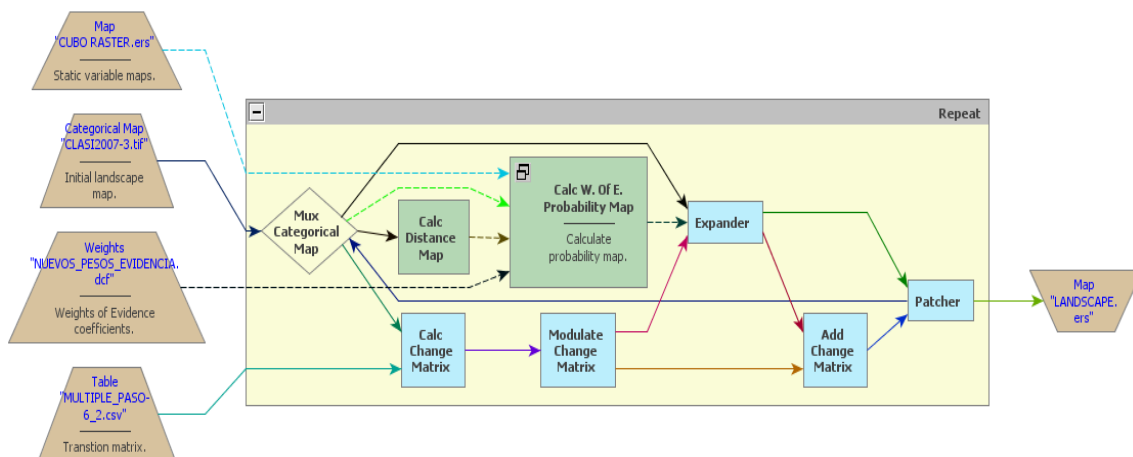 Map
"CUBO RASTER.ers"
Static variable maps.
Categorical Map
"CLASI2007-3.tif"
Initial landscape
map.
Weights
"NUEVOS_PESOS_EVIDENCIA.
dcf"
Weights of Evidence
coefficients.
Table
"MULTIPLE_PASO-
6_2.csv"
Transtion matrix.
Repeat
Mux
Categorical
Map
Calc
Distance
Map
Calc W. Of E.
Probability Map
Calculate
probability map.
Expander
Patcher
Calc
Change
Matrix
Modulate
Change
Matrix
Add
Change
Matrix
Map
"LANDSCAPE.
ers"